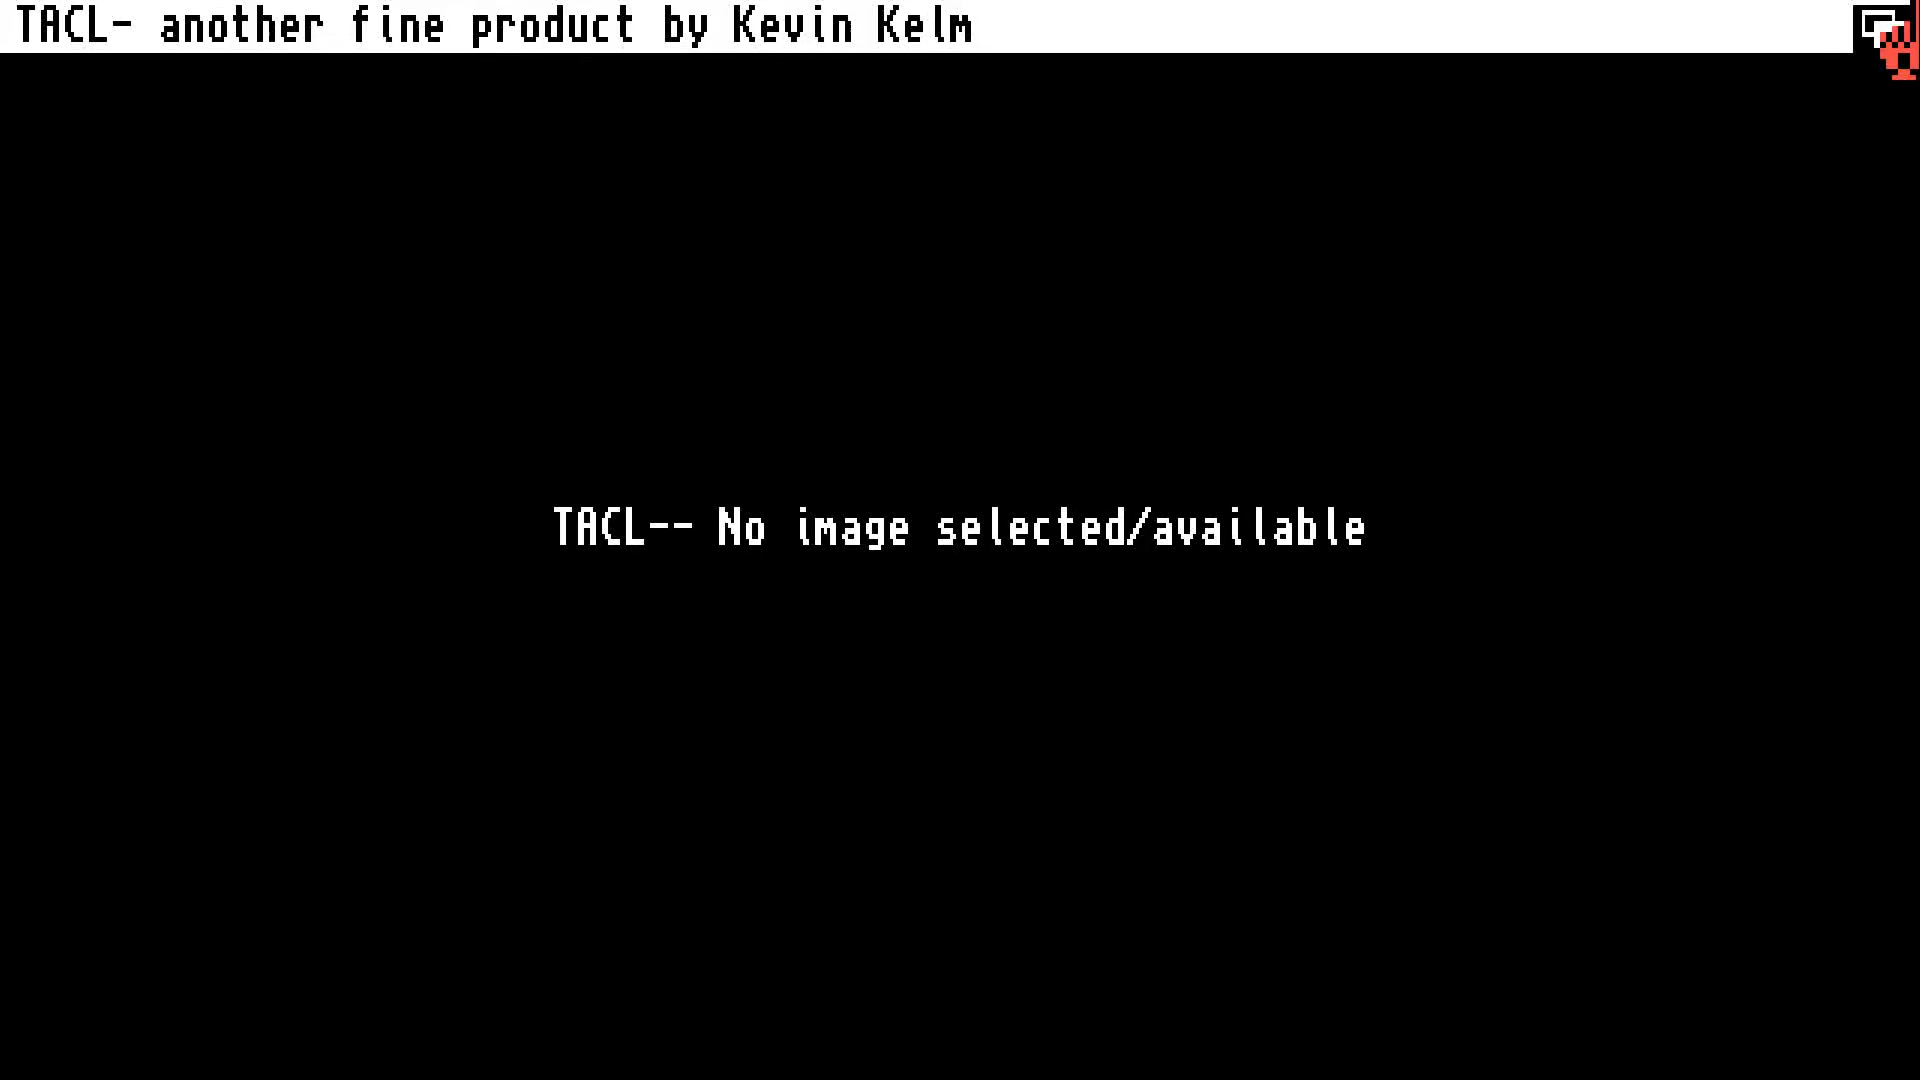 TACL- another fine product by Kevin Kelm
TACL-- No image selected/available